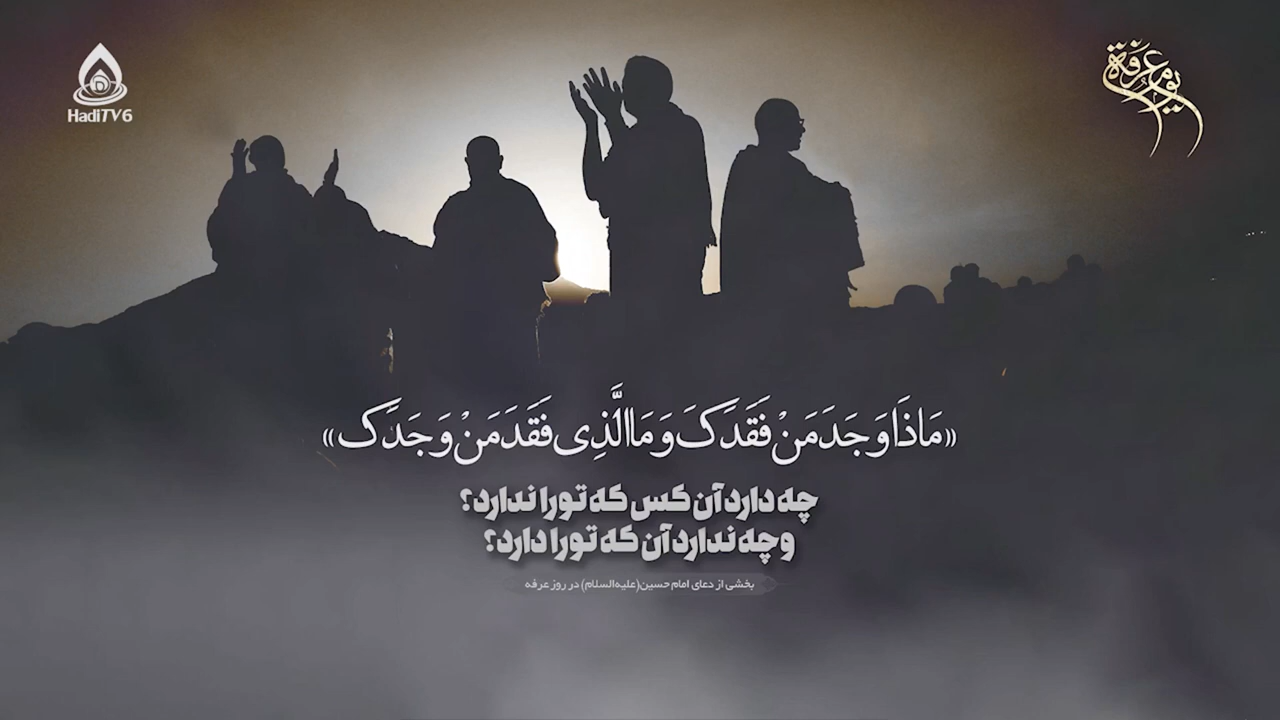 HadiTV6
یوم عرفة
«مَاذَا وَجَدَ مَنْ فَقَدَکَ وَ مَا الَّذِی فَقَدَ مَنْ وَجَدَکَ»
چه دارد آن کس که تو را ندارد؟
و چه ندارد آن که تو را دارد؟
بخشی از دعای امام حسین(علیه‌السلام) در روز عرفه